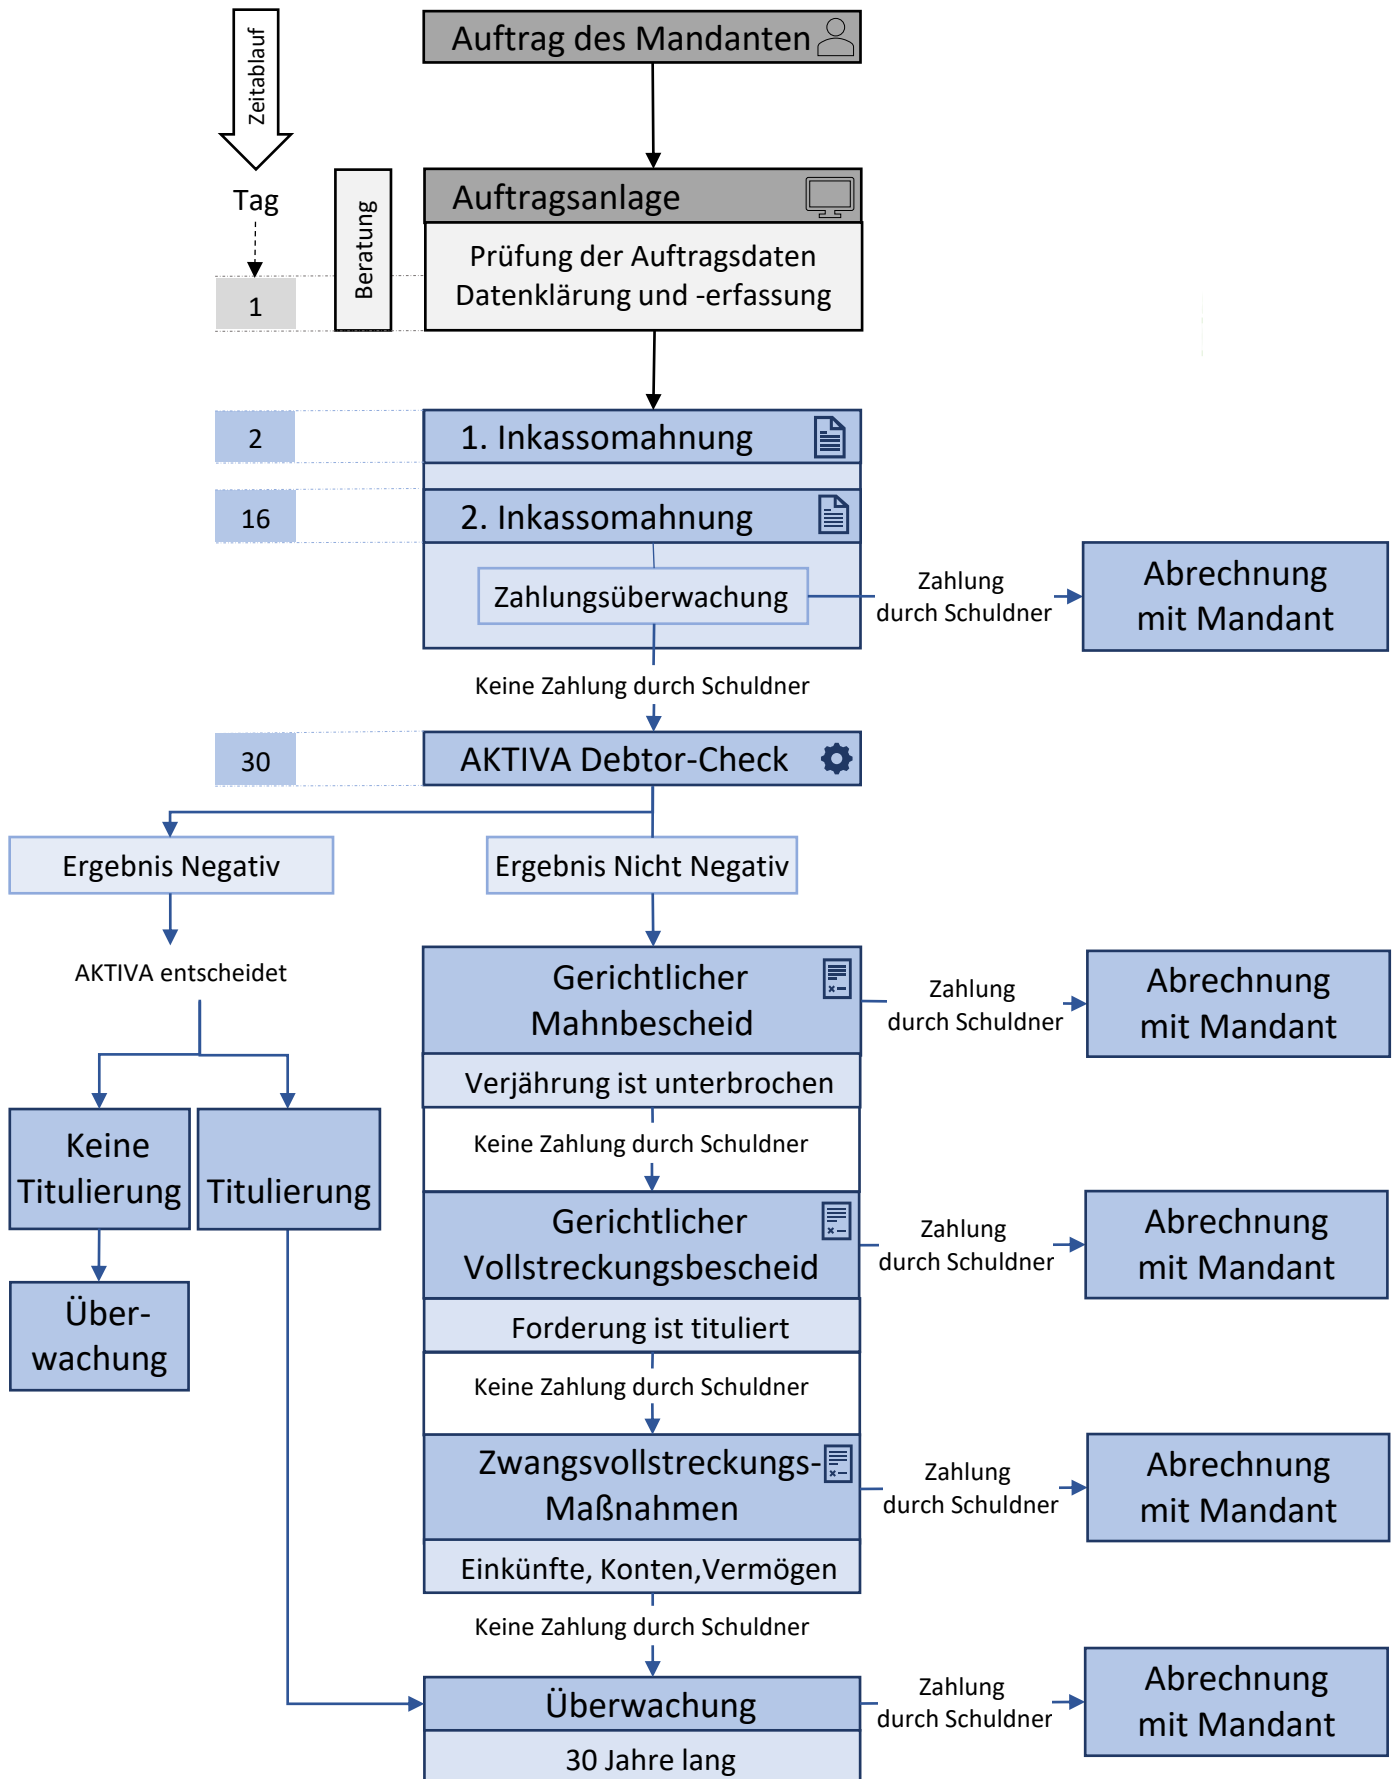 Zeitablauf
Auftrag des Mandanten
Tag
Beratung
Auftragsanlage
Prüfung der Auftragsdaten
Datenklärung und -erfassung
1
2
1. Inkassomahnung
16
2. Inkassomahnung
Zahlungsüberwachung
Zahlung
durch Schuldner
Abrechnung
mit Mandant
Keine Zahlung durch Schuldner
30
AKTIVA Debtor-Check
Ergebnis Negativ
Ergebnis Nicht Negativ
AKTIVA entscheidet
Gerichtlicher
Mahnbescheid
Zahlung
durch Schuldner
Abrechnung
mit Mandant
Verjährung ist unterbrochen
Keine
Titulierung
Titulierung
Keine Zahlung durch Schuldner
Gerichtlicher
Vollstreckungsbescheid
Zahlung
durch Schuldner
Abrechnung
mit Mandant
Über-
wachung
Forderung ist tituliert
Keine Zahlung durch Schuldner
Zwangsvollstreckungs-
Maßnahmen
Zahlung
durch Schuldner
Abrechnung
mit Mandant
Einkünfte, Konten,Vermögen
Keine Zahlung durch Schuldner
Überwachung
Zahlung
durch Schuldner
Abrechnung
mit Mandant
30 Jahre lang